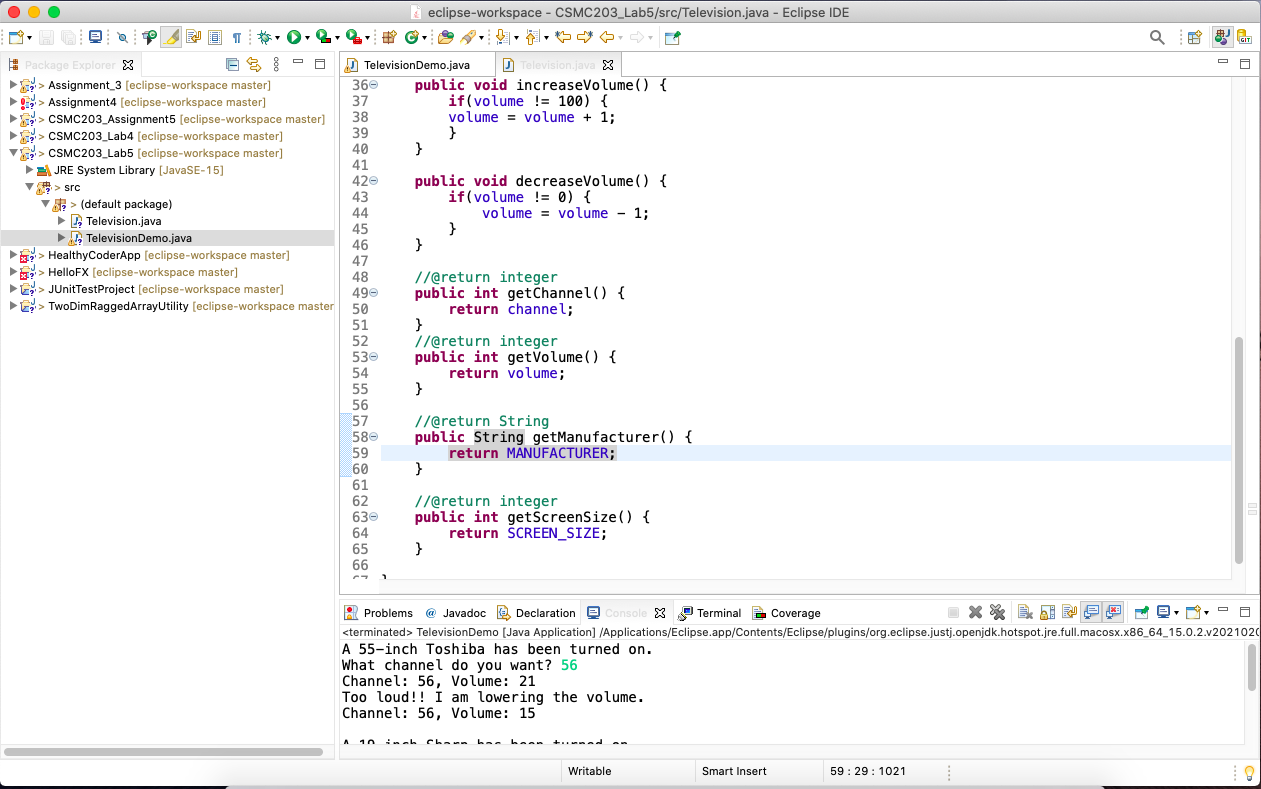 eclipse-workspace - CSMC203_Lab5/src/Television.java - Eclipse IDE
Package Explorer
> Assignment_3 [eclipse-workspace master]
> Assignment4 [eclipse-workspace master]
> CSMC203_Assignment5 [eclipse-workspace master]
> CSMC203_Lab4 [eclipse-workspace master]
> CSMC203_Lab5 [eclipse-workspace master]
JRE System Library [JavaSE-15]
> src
> (default package)
Television.java
TelevisionDemo.java
> HealthyCoderApp [eclipse-workspace master]
> HelloFX [eclipse-workspace master]
> JUnitTestProject [eclipse-workspace master]
> TwoDimRaggedArrayUtility [eclipse-workspace master
TelevisionDemo.java Television.java
36 public void increaseVolume() {
37 if(volume != 100) {
38 volume = volume + 1;
39 }
40 }
41
42 public void decreaseVolume() {
43 if(volume != 0) {
44 volume = volume - 1;
45 }
46 }
47
48 //@return integer
49 public int getChannel() {
50 return channel;
51 }
52 //@return integer
53 public int getVolume() {
54 return volume;
55 }
56
57 //@return String
58 public String getManufacturer() {
59 return MANUFACTURER;
60 }
61
62 //@return integer
63 public int getScreenSize() {
64 return SCREEN_SIZE;
65 }
66
67 }
Problems @ Javadoc Declaration Console Terminal Coverage
<terminated> TelevisionDemo [Java Application] /Applications/Eclipse.app/Contents/Eclipse/plugins/org.eclipse.justj.openjdk.hotspot.jre.full.macosx.x86_64_15.0.2.v2021020
A 55-inch Toshiba has been turned on.
What channel do you want? 56
Channel: 56, Volume: 21
Too loud!! I am lowering the volume.
Channel: 56, Volume: 15
A 19-inch Sharp has been turned on.
Writable Smart Insert 59 : 29 : 1021